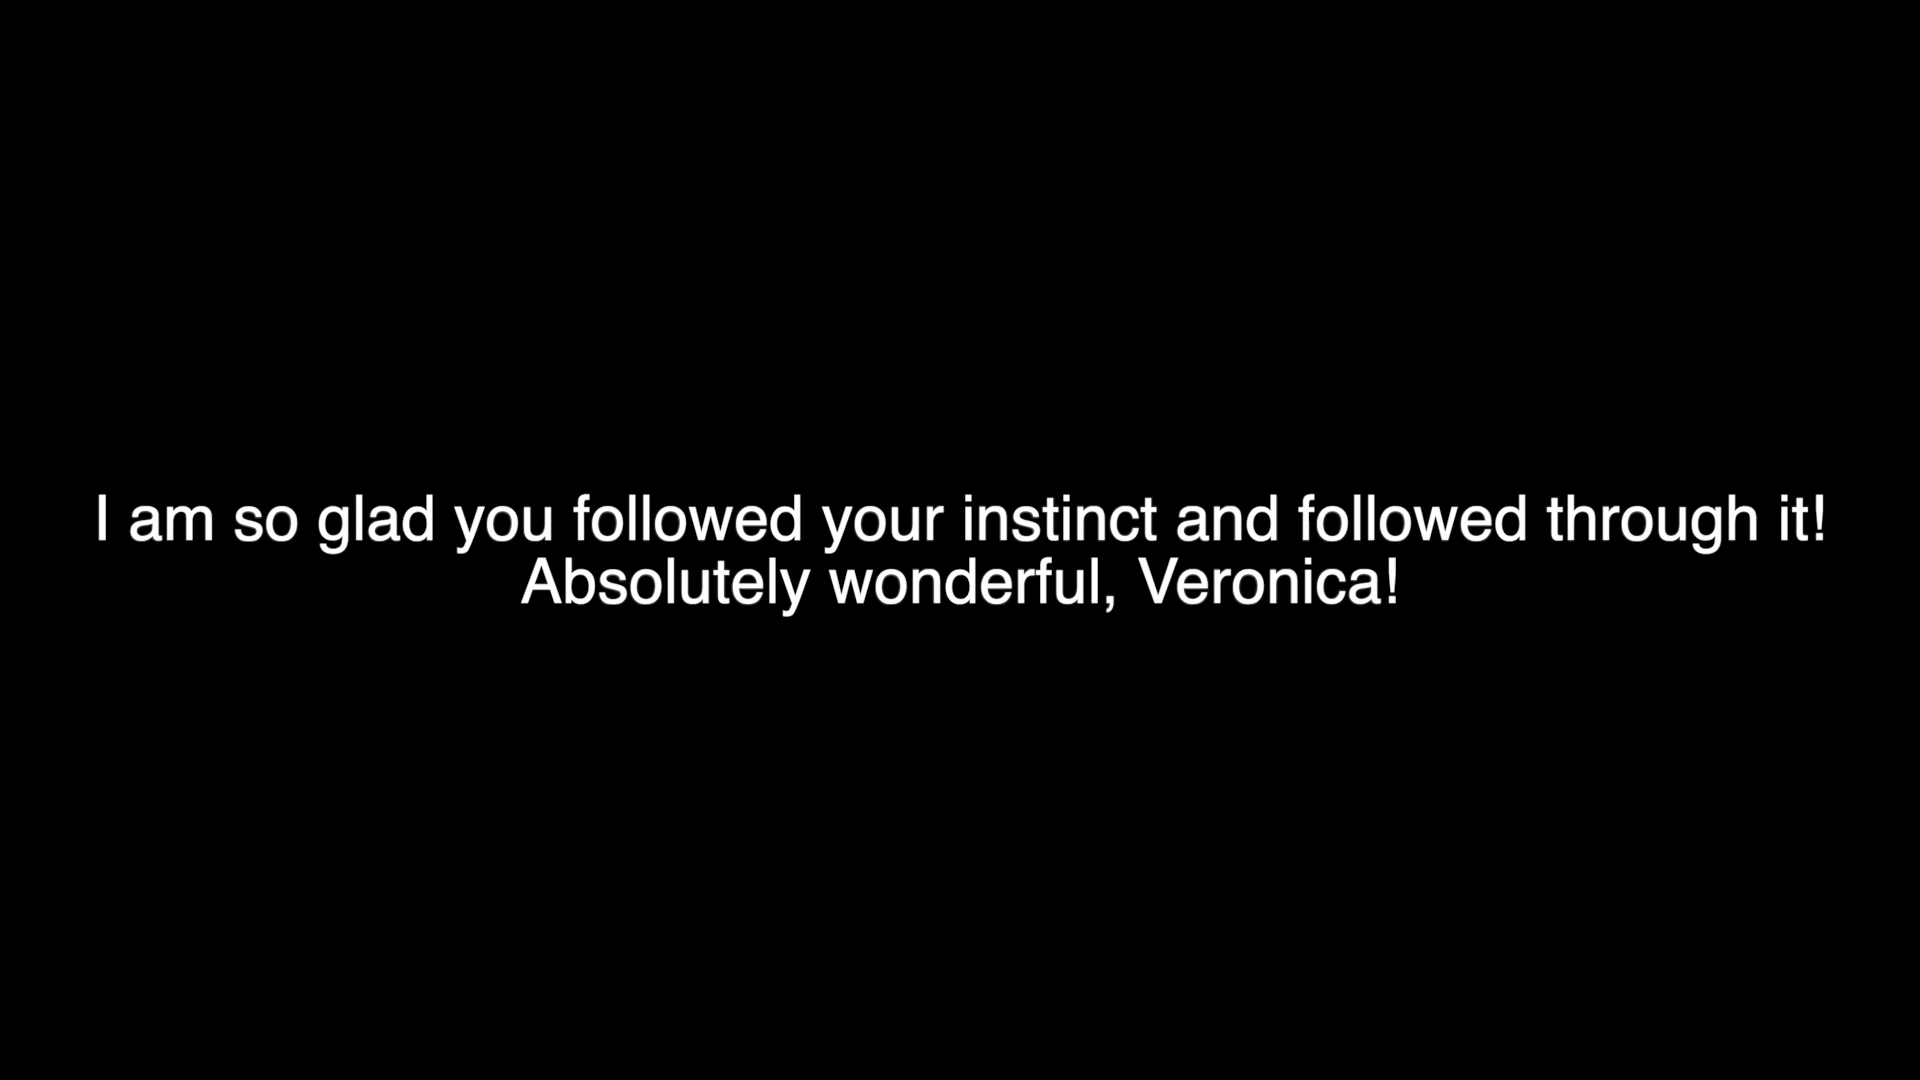 I am so glad you followed your instinct and followed through it!
Absolutely wonderful, Veronica!